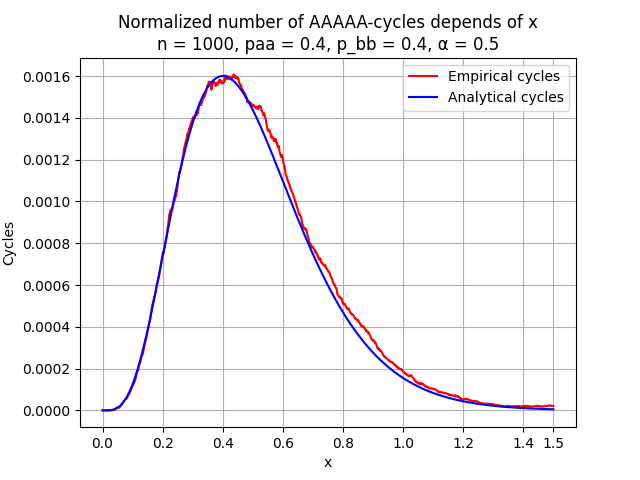 Normalized number of AAAAA-cycles depends of x
n = 1000, paa = 0.4, p_bb = 0.4, α = 0.5
Empirical cycles
Analytical cycles
Cycles
0.0016
0.0014
0.0012
0.0010
0.0008
0.0006
0.0004
0.0002
0.0000
0.0 0.2 0.4 0.6 0.8 1.0 1.2 1.4 1.5
x